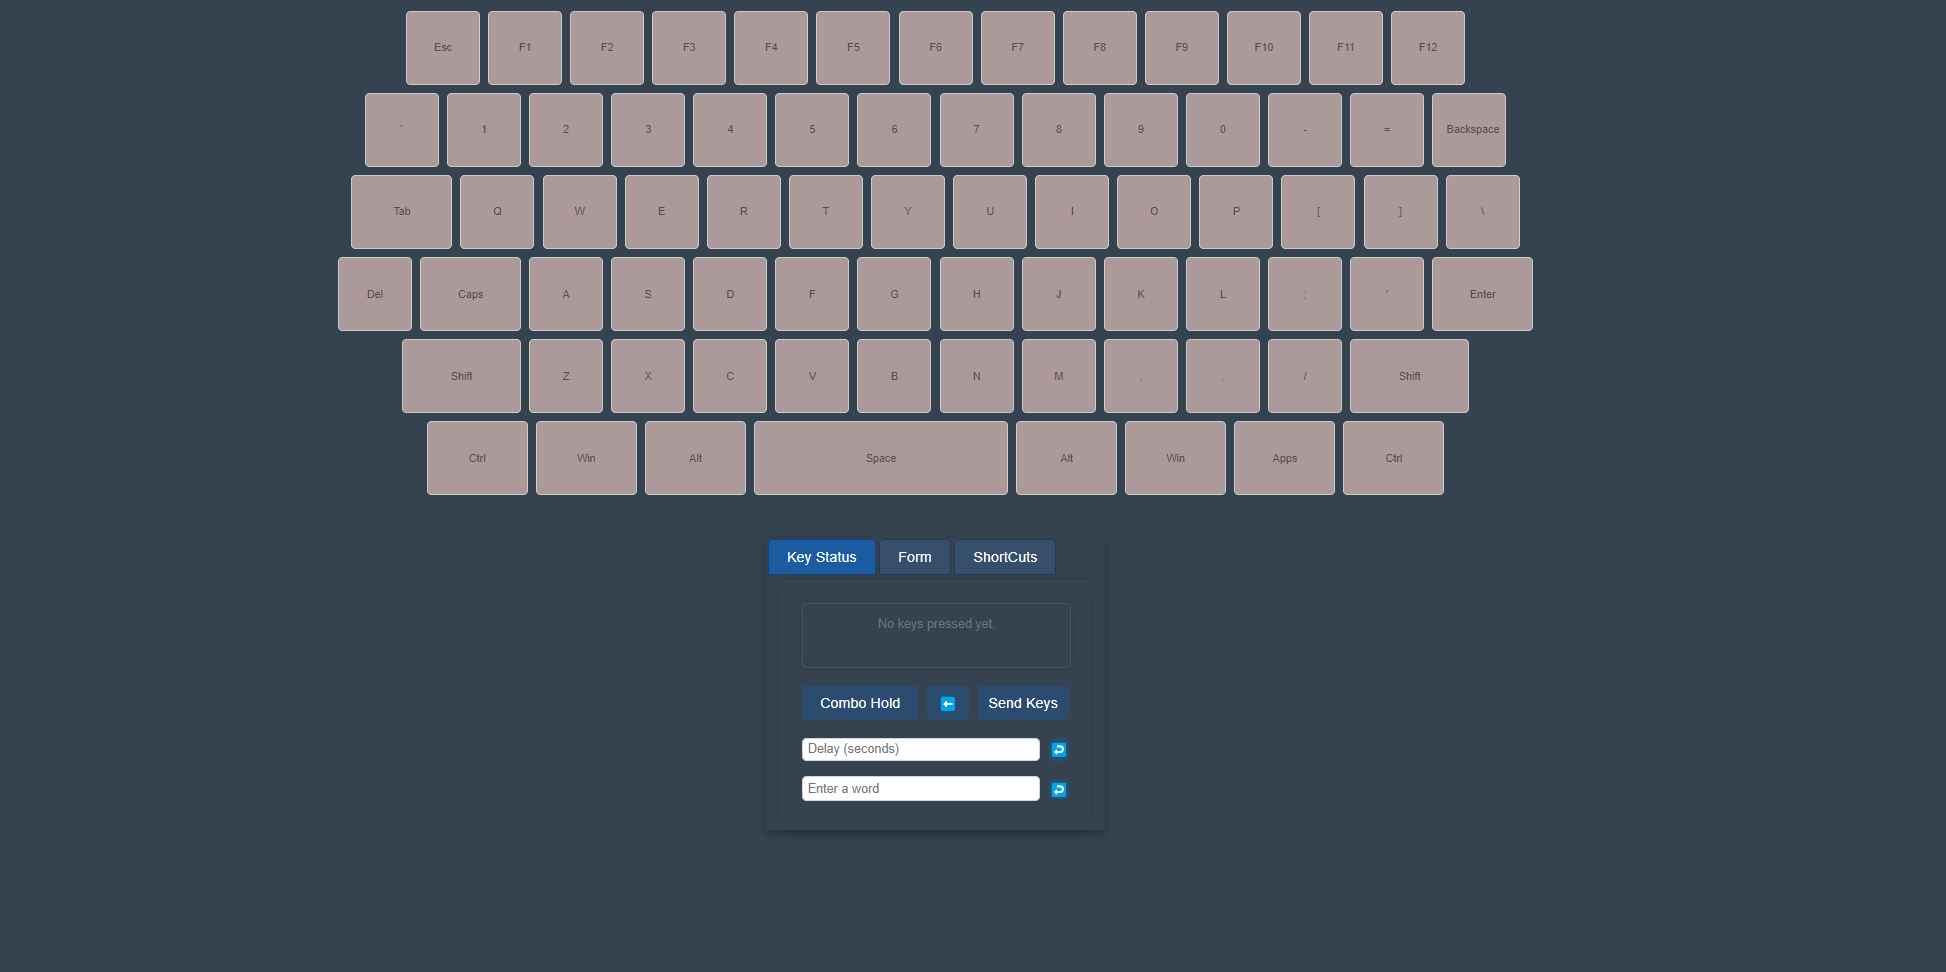 Esc F1 F2 F3 F4 F5 F6 F7 F8 F9 F10 F11 F12
` 1 2 3 4 5 6 7 8 9 0 - = Backspace
Tab Q W E R T Y U I O P [ ] \
Del Caps A S D F G H J K L ; ' Enter
Shift Z X C V B N M , . / Shift
Ctrl Win Alt Space Alt Win Apps Ctrl
Key Status Form ShortCuts
No keys pressed yet.
Combo Hold ⬅ Send Keys
Delay (seconds)
Enter a word